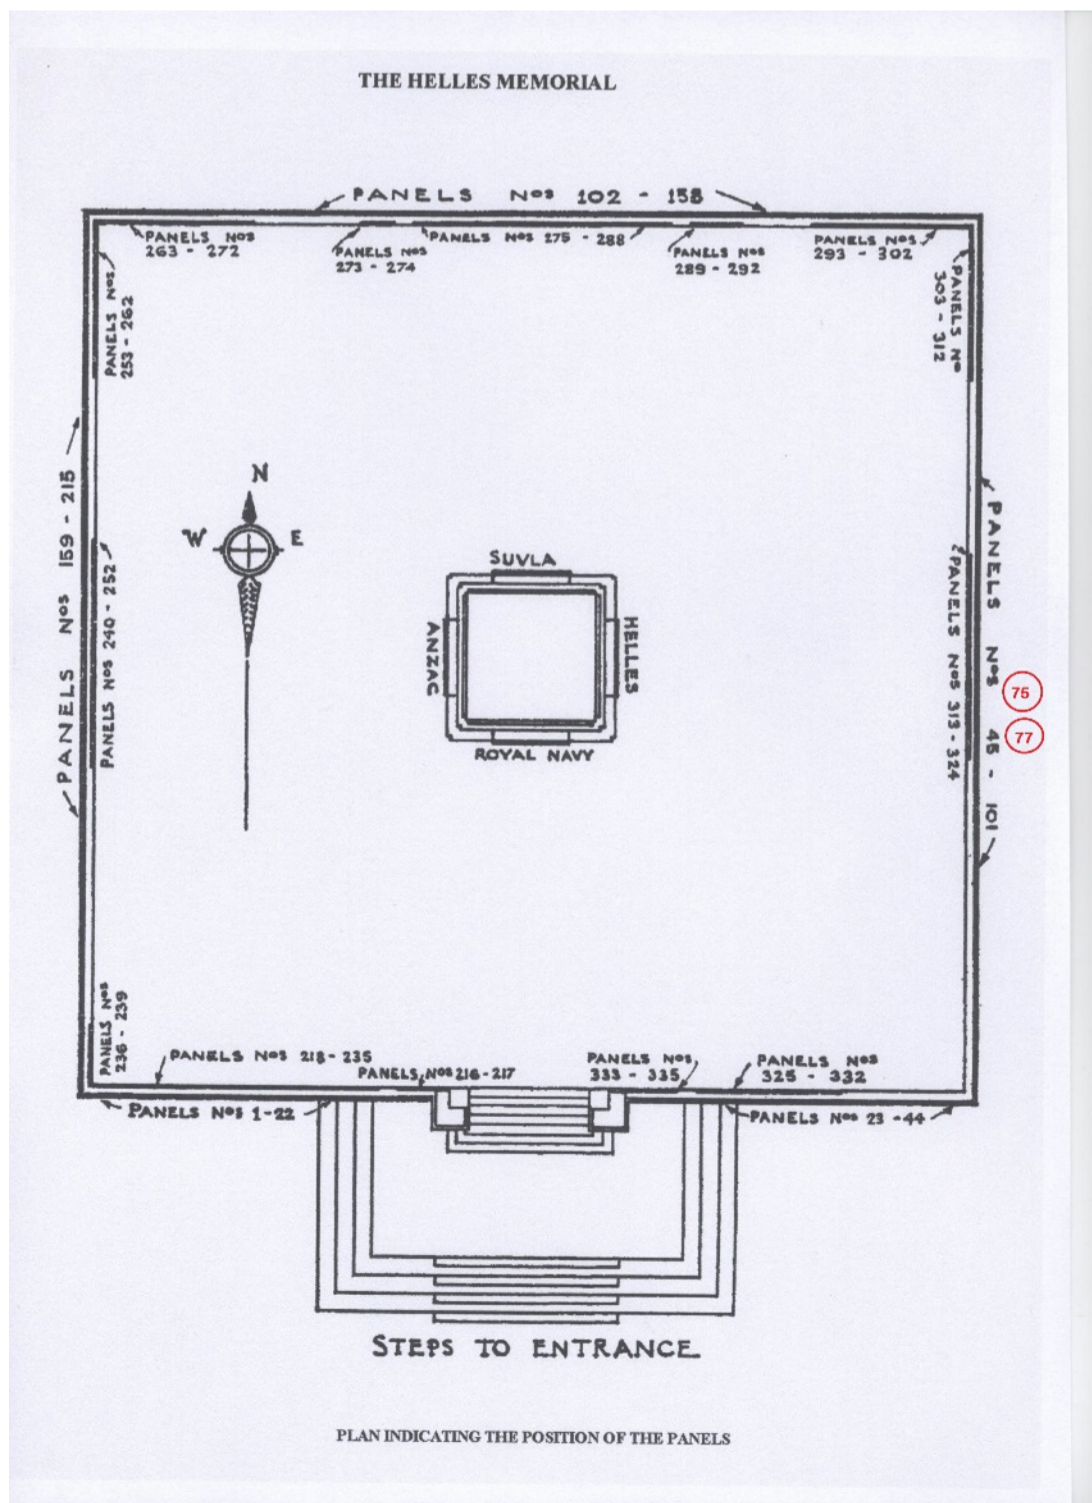 THE HELLES MEMORIAL
PANELS Nos 102 - 158
PANELS Nos
263 - 272
PANELS Nos
273 - 274
PANELS Nos 275 - 288
PANELS Nos
289 - 292
PANELS Nos
293 - 302
PANELS Nos
253 - 262
PANELS No
303 - 312
PANELS Nos 159 - 215
PANELS Nos 240 - 252
N
W
E
SUVLA
ANZAC
HELLES
ROYAL NAVY
PANELS Nos 313 - 324
PANELS Nos 45 - 101
75
77
PANELS Nos
236 - 239
PANELS Nos 218 - 235
PANELS Nos 216 - 217
PANELS Nos
333 - 335
PANELS Nos
325 - 332
PANELS Nos 1 - 22
PANELS Nos 23 - 44
STEPS TO ENTRANCE
PLAN INDICATING THE POSITION OF THE PANELS